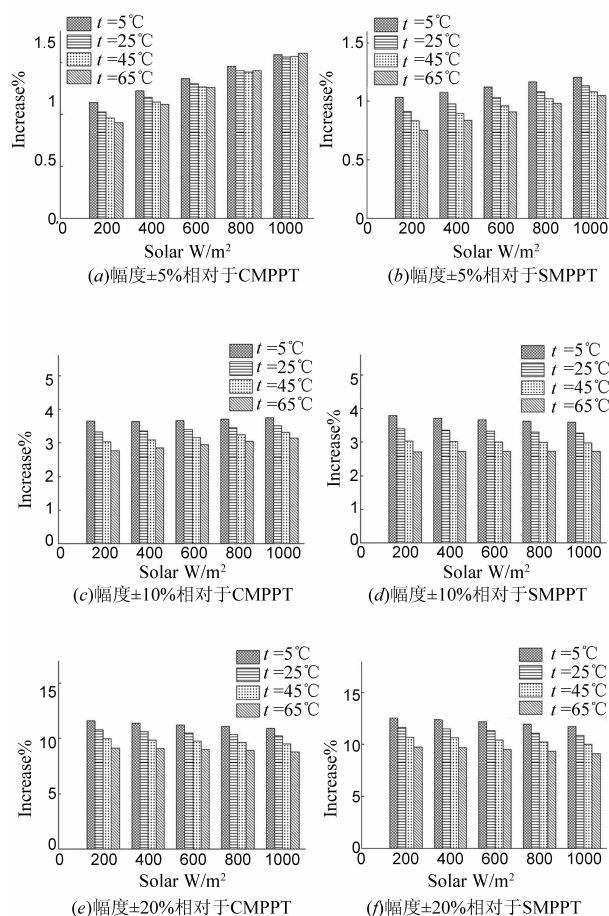 t =5℃
t =25℃
t =45℃
t =65℃
Increase%
1.5
1
0.5
0
0 200 400 600 800 1000
Solar W/m²
(a)幅度±5%相对于CMPPT
t =5℃
t =25℃
t =45℃
t =65℃
Increase%
1.5
1
0.5
0
0 200 400 600 800 1000
Solar W/m²
(b)幅度±5%相对于SMPPT
t =5℃
t =25℃
t =45℃
t =65℃
Increase%
5
4
3
2
1
0
0 200 400 600 800 1000
Solar W/m²
(c)幅度±10%相对于CMPPT
t =5℃
t =25℃
t =45℃
t =65℃
Increase%
5
4
3
2
1
0
0 200 400 600 800 1000
Solar W/m²
(d)幅度±10%相对于SMPPT
t =5℃
t =25℃
t =45℃
t =65℃
Increase%
15
10
5
0
0 200 400 600 800 1000
Solar W/m²
(e)幅度±20%相对于CMPPT
t =5℃
t =25℃
t =45℃
t =65℃
Increase%
15
10
5
0
0 200 400 600 800 1000
Solar W/m²
(f)幅度±20%相对于SMPPT